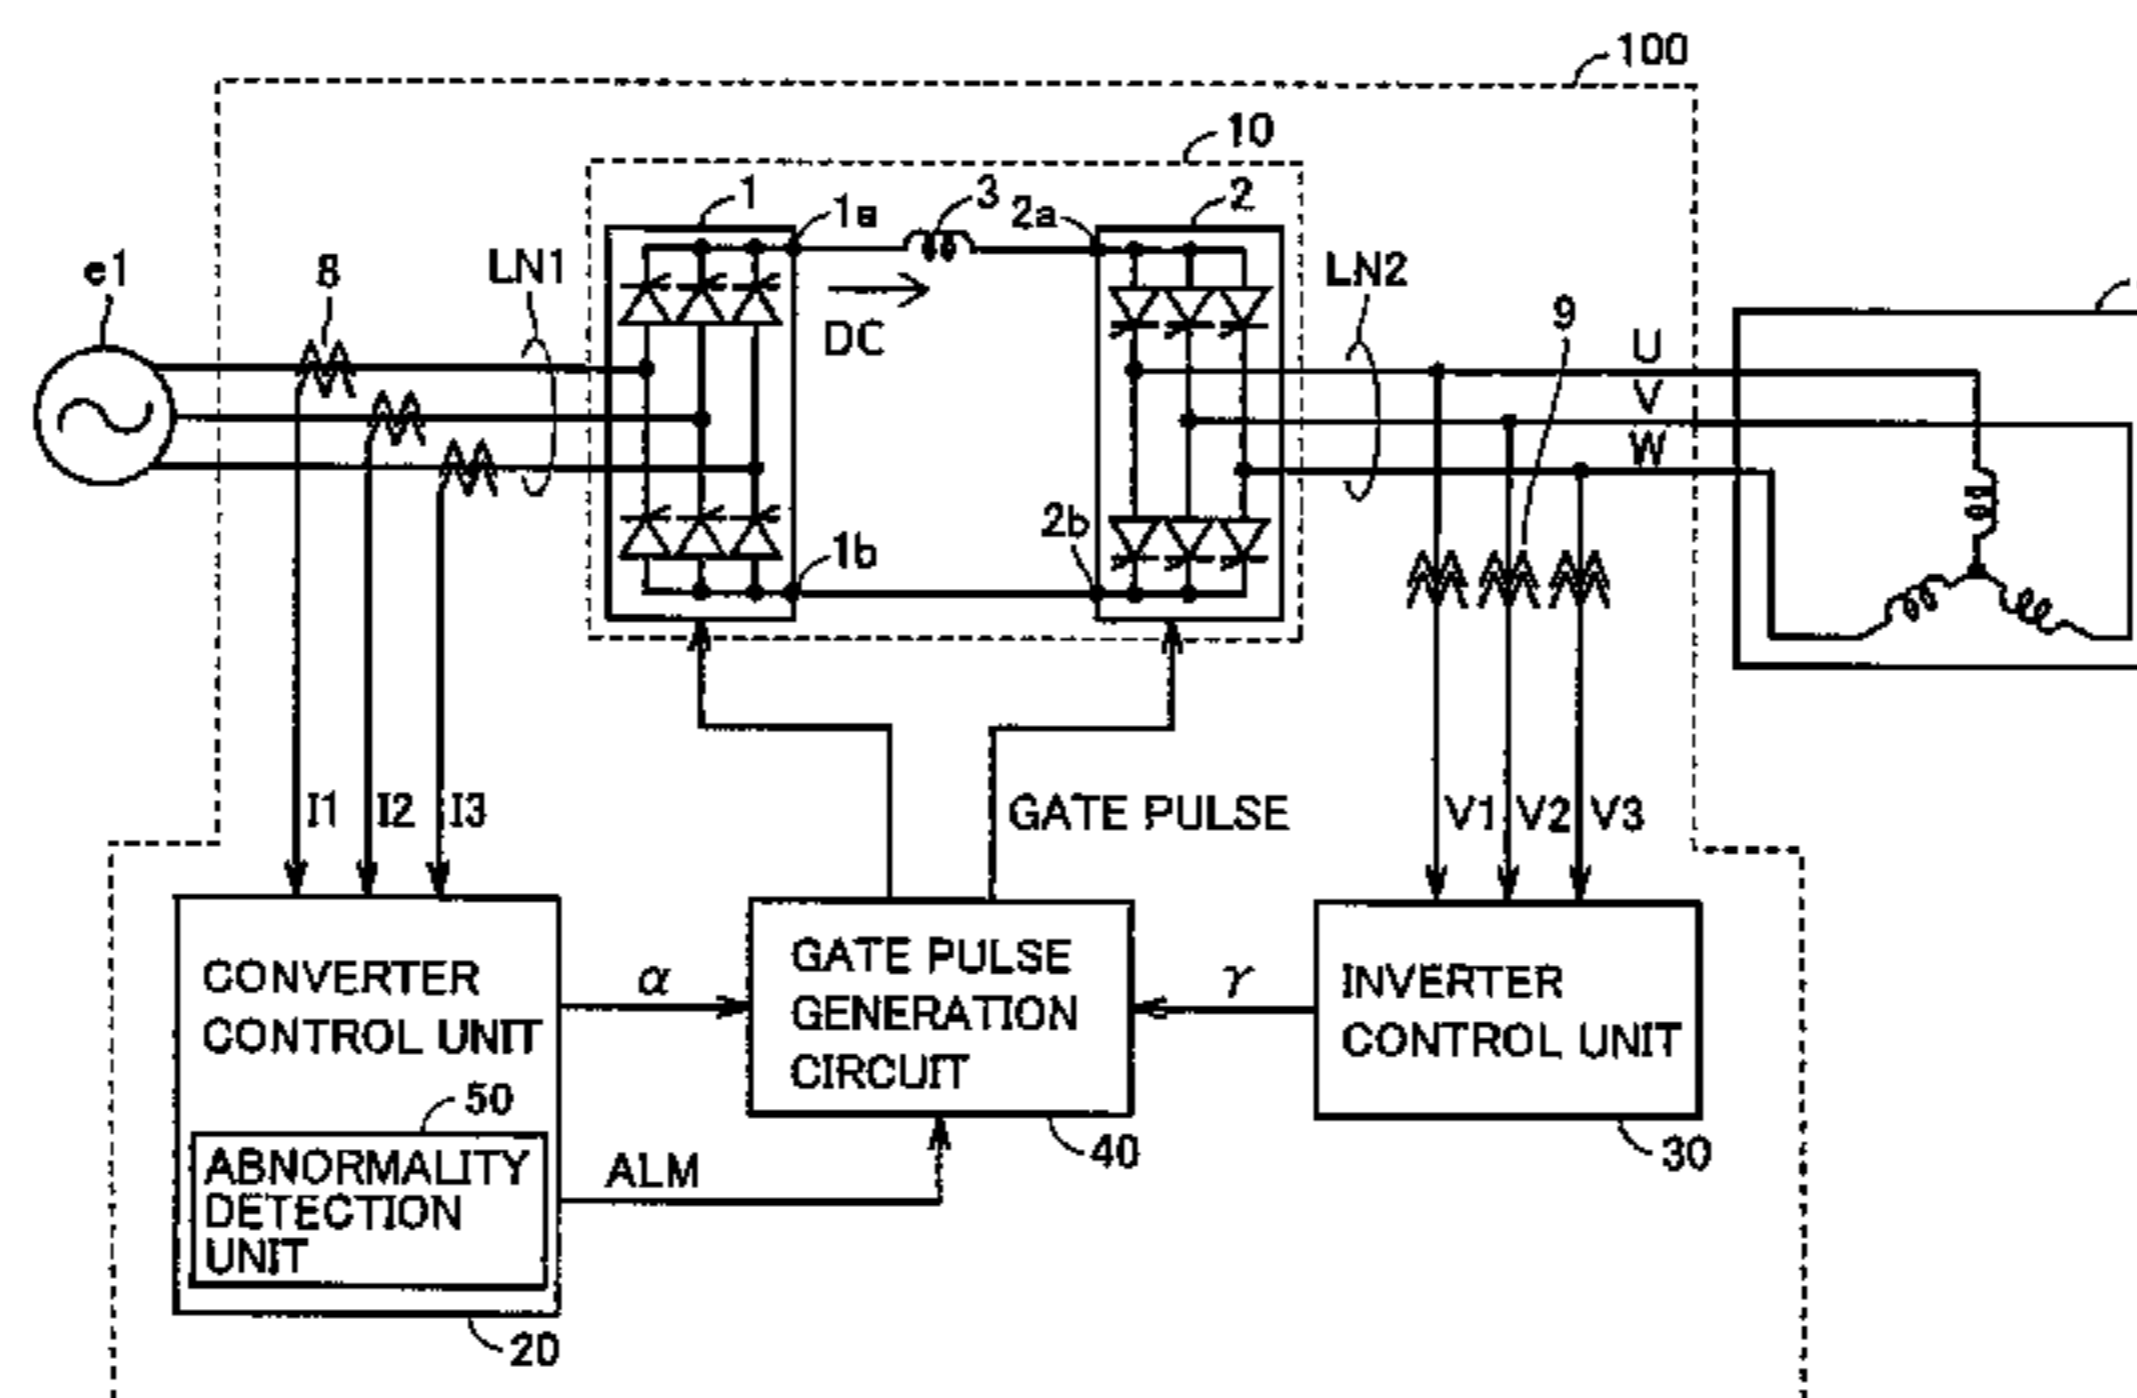 100
10
1
1a
3
2a
2
e1
8
LN1
DC
LN2
9
U
V
W
1b
2b
I1
I2
I3
GATE PULSE
V1
V2
V3
CONVERTER
CONTROL UNIT
α
GATE PULSE
GENERATION
CIRCUIT
γ
INVERTER
CONTROL UNIT
50
ABNORMALITY
DETECTION
UNIT
ALM
40
30
20